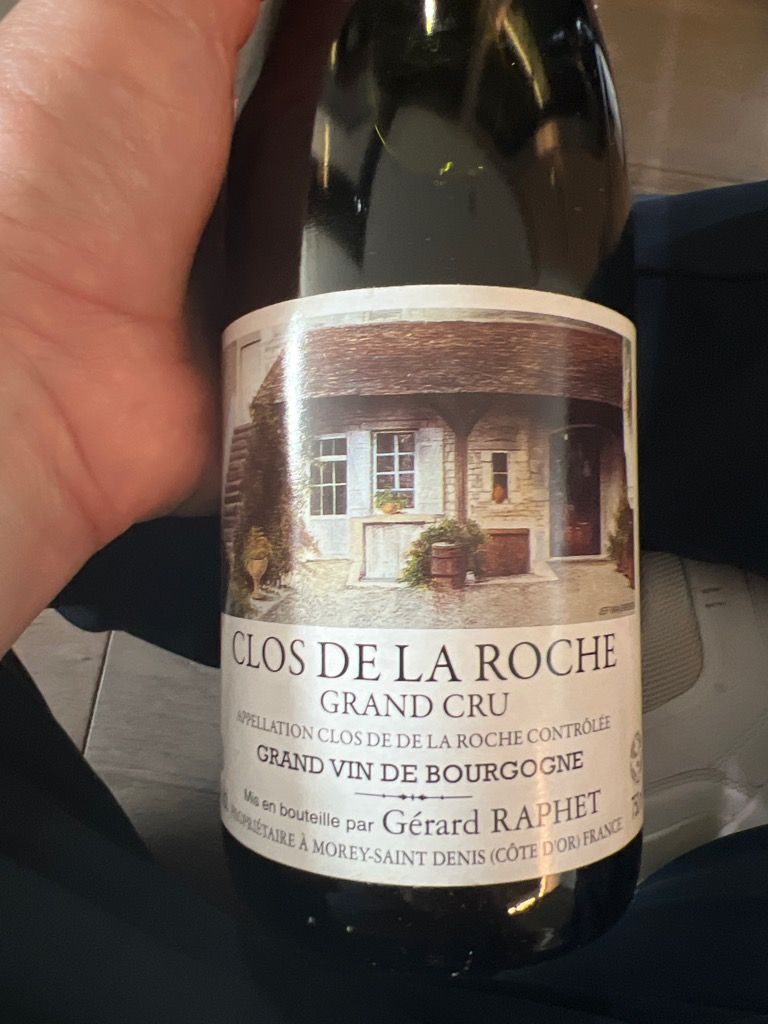 CLOS DE LA ROCHE
GRAND CRU
APPELLATION CLOS DE DE LA ROCHE CONTRÔLÉE
GRAND VIN DE BOURGOGNE
Mis en bouteille par Gérard RAPHET
PROPRIÉTAIRE À MOREY-SAINT DENIS (CÔTE D'OR) FRANCE